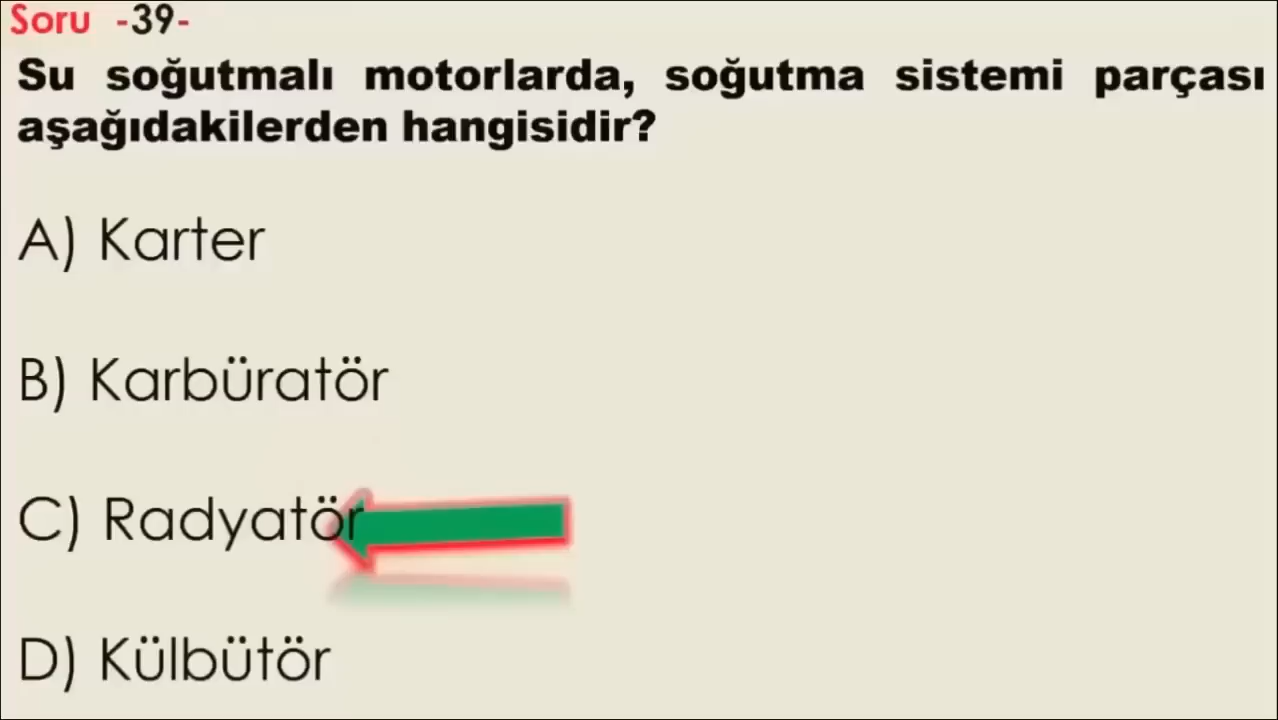 Soru -39-
Su soğutmalı motorlarda, soğutma sistemi parçası
aşağıdakilerden hangisidir?
A) Karter
B) Karbüratör
C) Radyatör
D) Külbütör